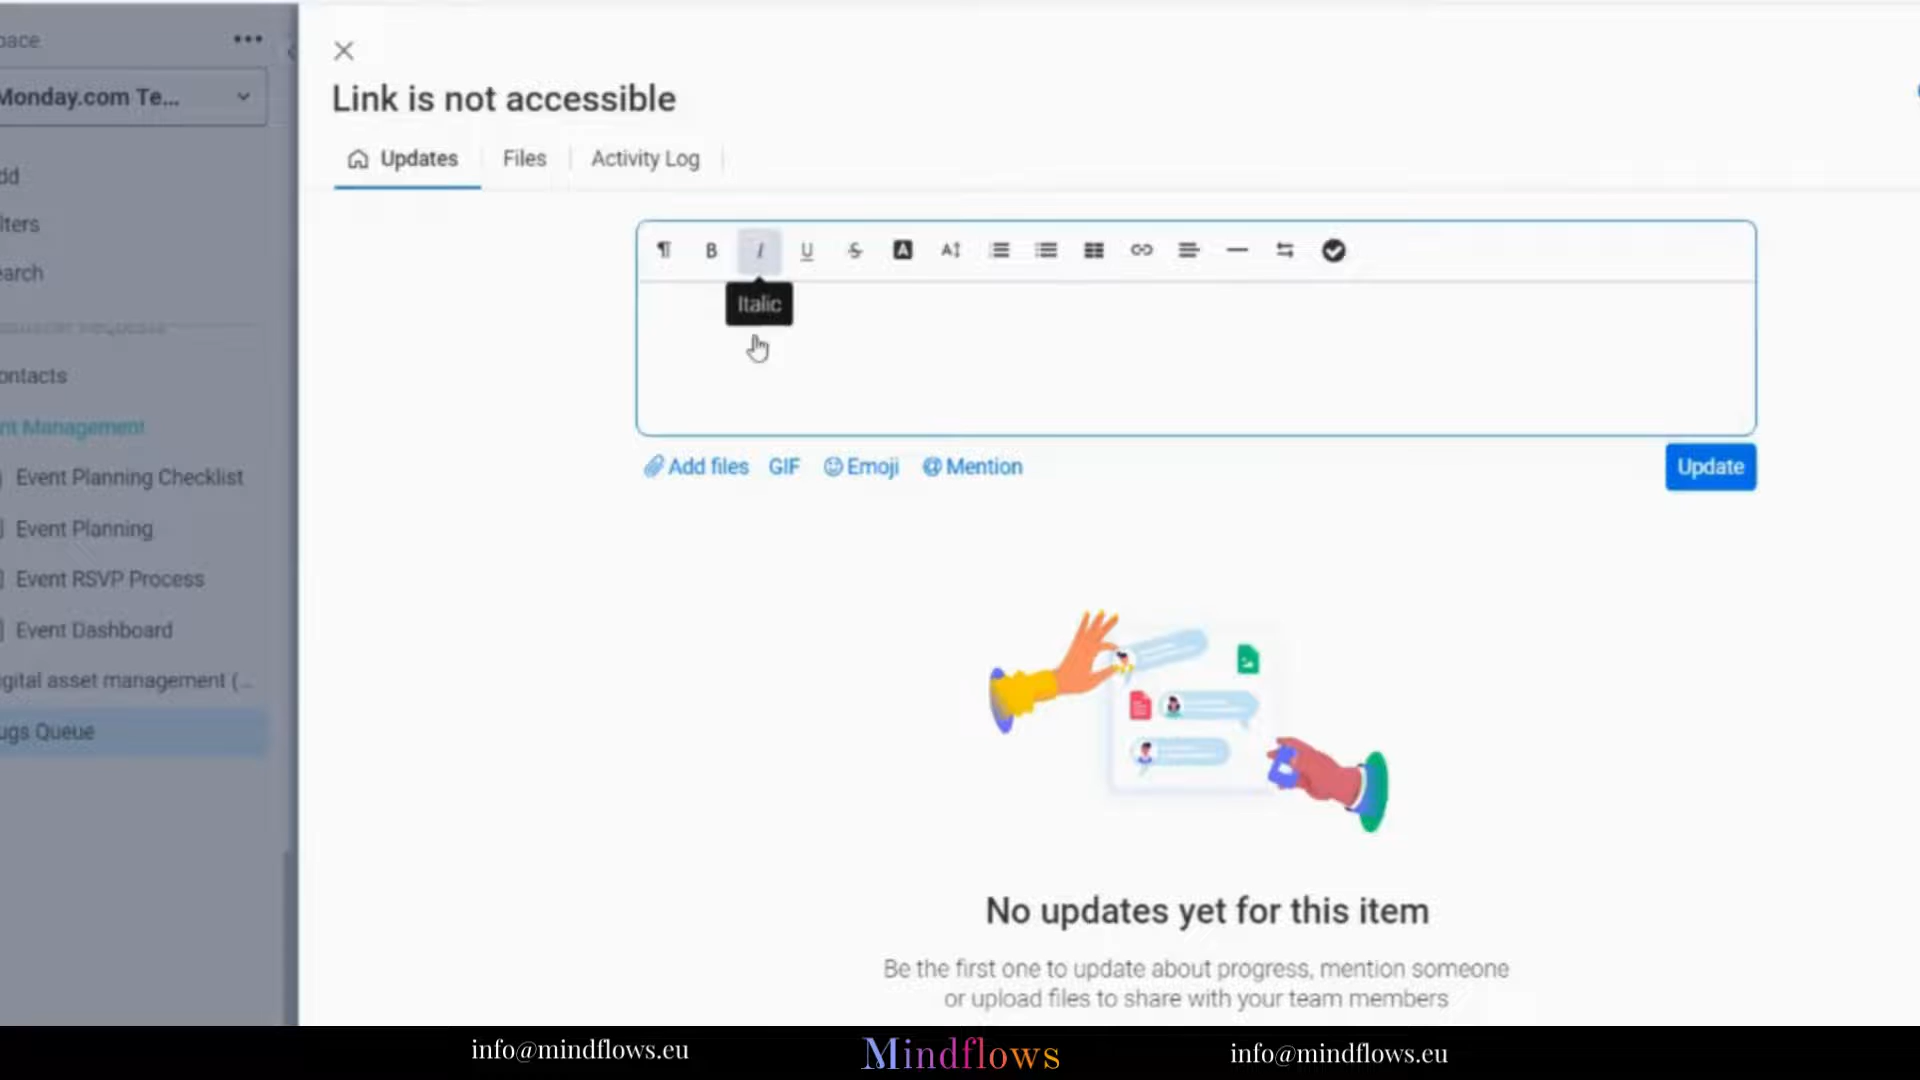 pace
Monday.com Te...
dd
lters
earch
ontacts
nt Management
Event Planning Checklist
Event Planning
Event RSVP Process
Event Dashboard
igital asset management (...
ugs Queue
Link is not accessible
Updates
Files
Activity Log
B I U S A A
Italic
Add files
GIF
Emoji
@ Mention
Update
No updates yet for this item
Be the first one to update about progress, mention someone
or upload files to share with your team members
info@mindflows.eu
Mindflows
info@mindflows.eu